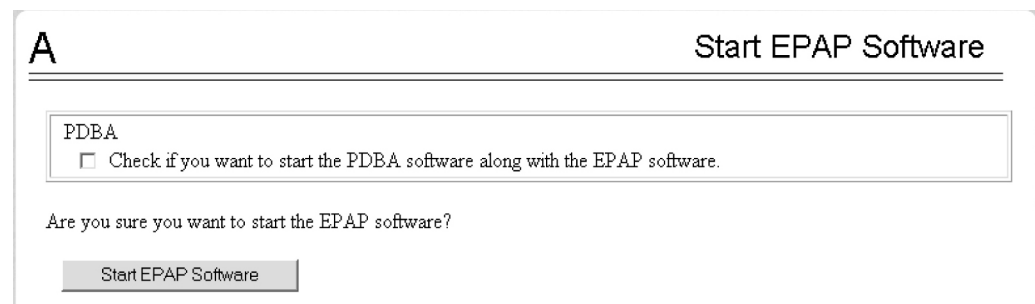 A
Start EPAP Software
PDBA
Check if you want to start the PDBA software along with the EPAP software.
Are you sure you want to start the EPAP software?
Start EPAP Software